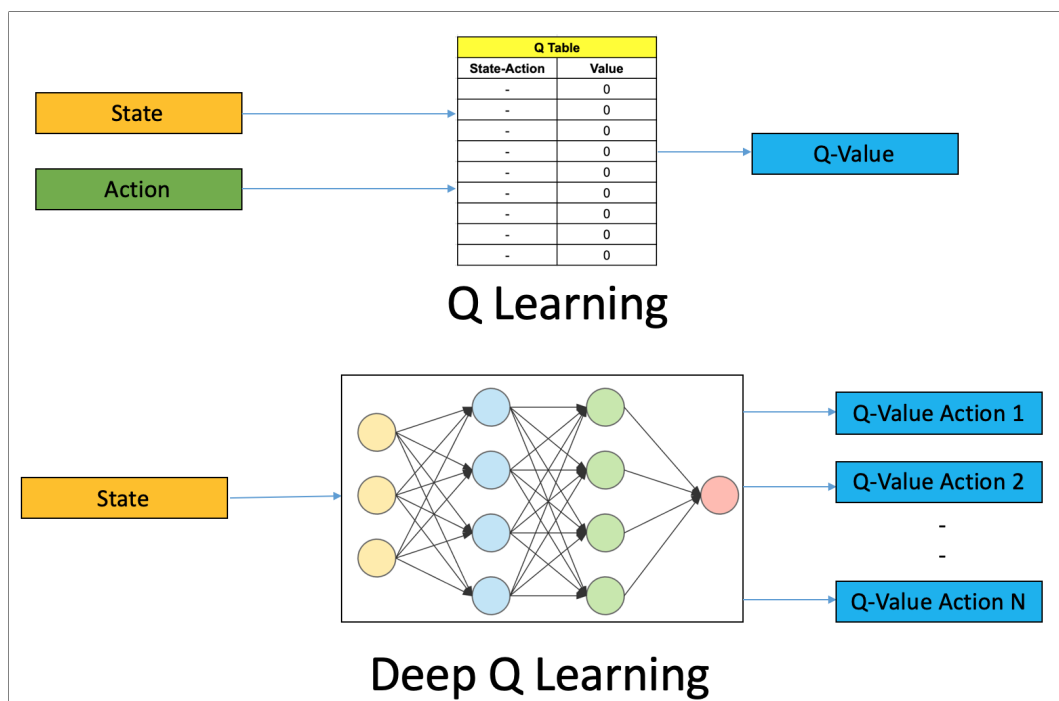 Q Table
State-Action Value
- 0
- 0
- 0
- 0
- 0
- 0
- 0
- 0
- 0
State
Action
Q-Value
Q Learning
State
Q-Value Action 1
Q-Value Action 2
-
-
Q-Value Action N
Deep Q Learning